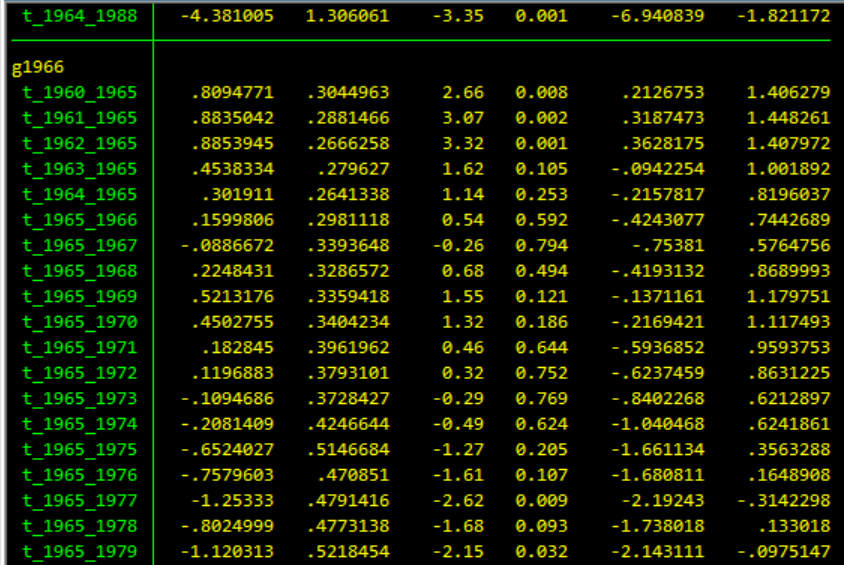 t_1964_1988 -4.381005 1.306061 -3.35 0.001 -6.940839 -1.821172
g1966
t_1960_1965 .8094771 .3044963 2.66 0.008 .2126753 1.406279
t_1961_1965 .8835042 .2881466 3.07 0.002 .3187473 1.448261
t_1962_1965 .8853945 .2666258 3.32 0.001 .3628175 1.407972
t_1963_1965 .4538334 .279627 1.62 0.105 -.0942254 1.001892
t_1964_1965 .301911 .2641338 1.14 0.253 -.2157817 .8196037
t_1965_1966 .1599806 .2981118 0.54 0.592 -.4243077 .7442689
t_1965_1967 -.0886672 .3393648 -0.26 0.794 -.75381 .5764756
t_1965_1968 .2248431 .3286572 0.68 0.494 -.4193132 .8689993
t_1965_1969 .5213176 .3359418 1.55 0.121 -.1371161 1.179751
t_1965_1970 .4502755 .3404234 1.32 0.186 -.2169421 1.117493
t_1965_1971 .182845 .3961962 0.46 0.644 -.5936852 .9593753
t_1965_1972 .1196883 .3793101 0.32 0.752 -.6237459 .8631225
t_1965_1973 -.1094686 .3728427 -0.29 0.769 -.8402268 .6212897
t_1965_1974 -.2081409 .4246644 -0.49 0.624 -1.040468 .6241861
t_1965_1975 -.6524027 .5146684 -1.27 0.205 -1.661134 .3563288
t_1965_1976 -.7579603 .470851 -1.61 0.107 -1.680811 .1648908
t_1965_1977 -1.25333 .4791416 -2.62 0.009 -2.19243 -.3142298
t_1965_1978 -.8024999 .4773138 -1.68 0.093 -1.738018 .133018
t_1965_1979 -1.120313 .5218454 -2.15 0.032 -2.143111 -.0975147